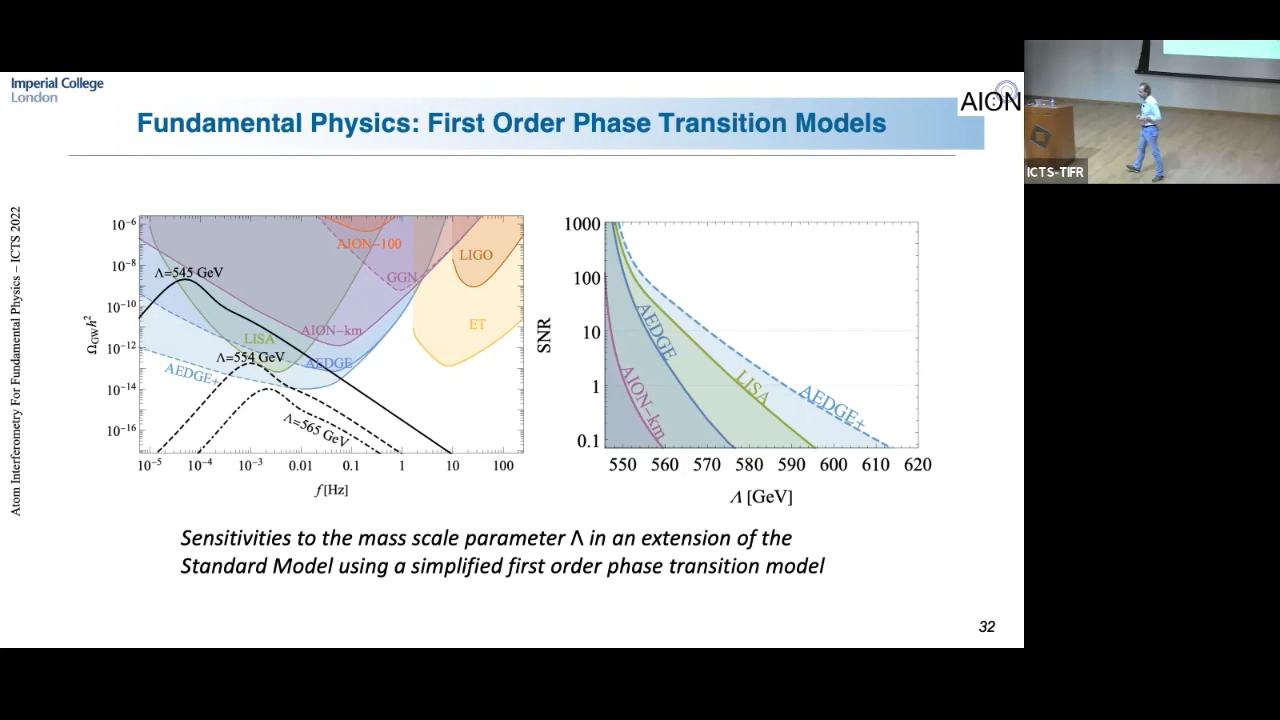 Imperial College
London
AION
Fundamental Physics: First Order Phase Transition Models
ICTS-TIFR
Atom Interferometry For Fundamental Physics – ICTS 2022
10⁻⁶
10⁻⁸
10⁻¹⁰
10⁻¹²
10⁻¹⁴
10⁻¹⁶
Ω_GW h²
AION-100
LIGO
GGN
Λ=545 GeV
AION-km
ET
LISA
Λ=554 GeV
AEDGE
AEDGE+
Λ=565 GeV
10⁻⁵ 10⁻⁴ 10⁻³ 0.01 0.1 1 10 100
f [Hz]
1000
100
10
1
0.1
SNR
AEDGE
AION-km
LISA
AEDGE+
550 560 570 580 590 600 610 620
Λ [GeV]
Sensitivities to the mass scale parameter Λ in an extension of the
Standard Model using a simplified first order phase transition model
32